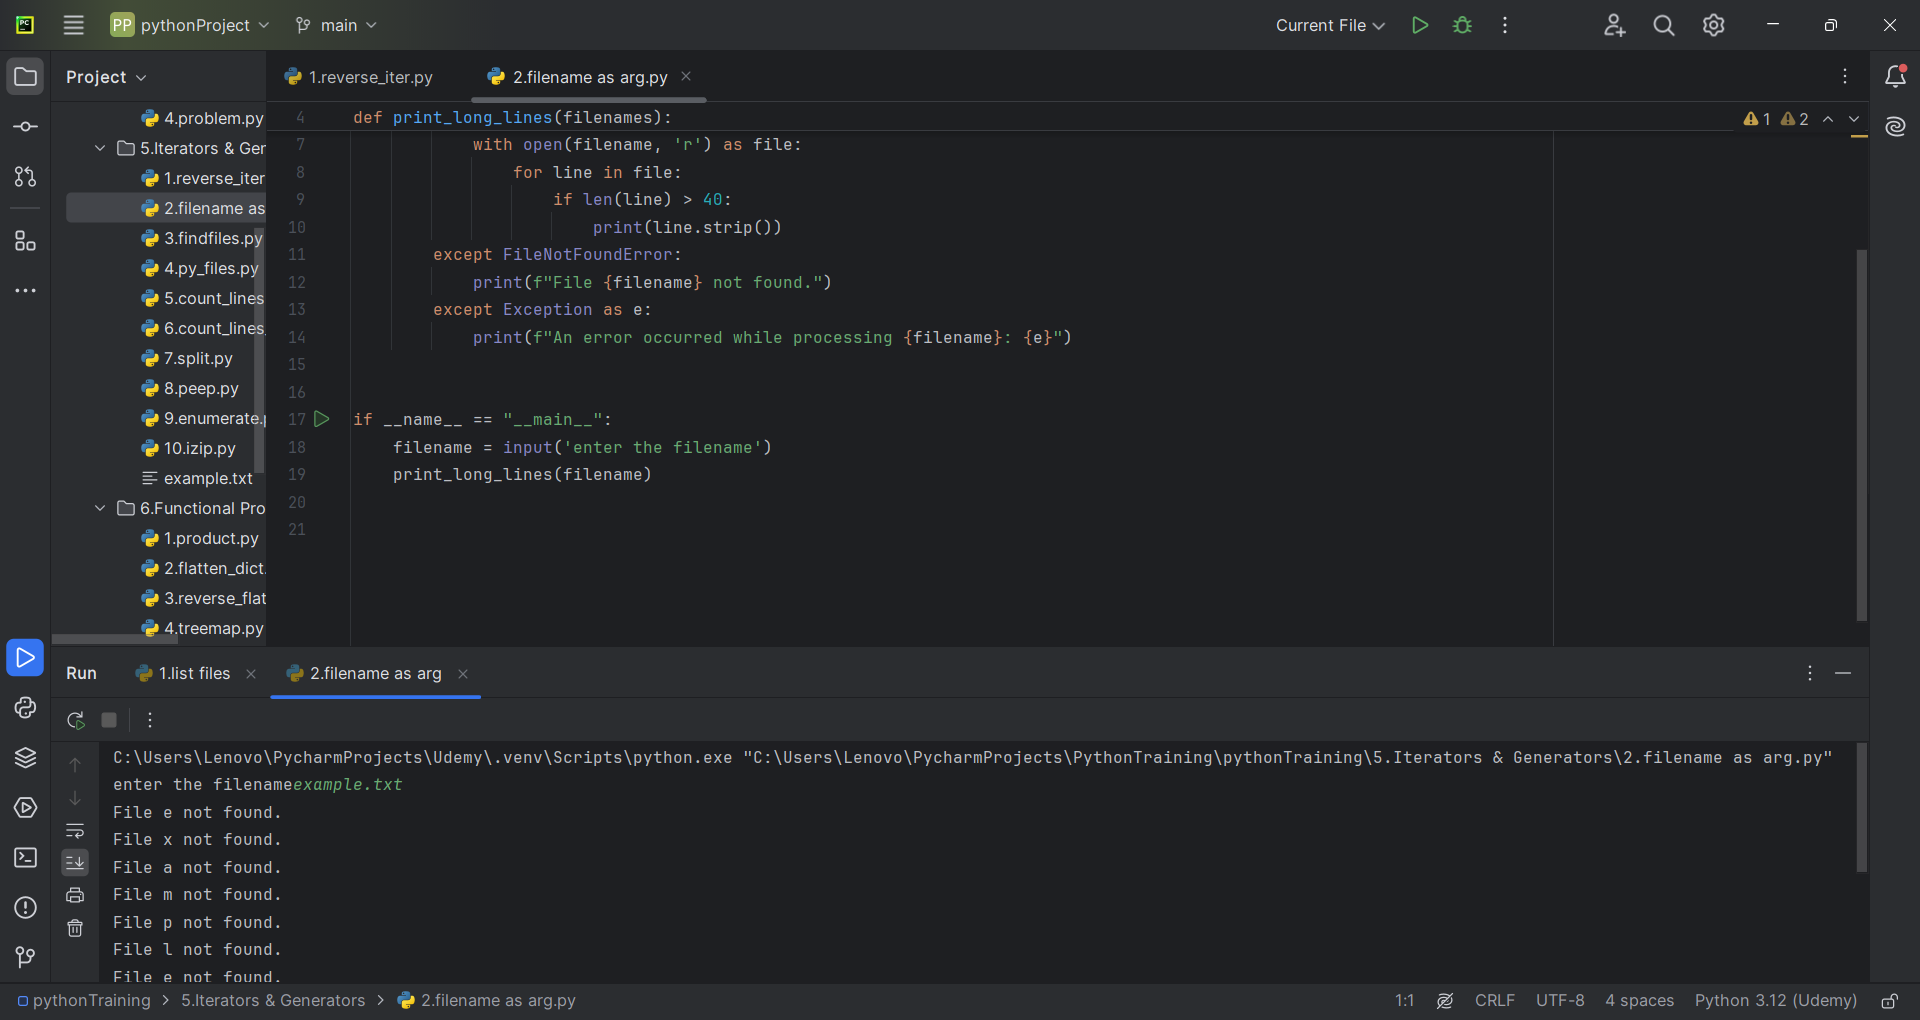 PC
PP pythonProject
main
Current File
Project
1.reverse_iter.py
2.filename as arg.py
4.problem.py
5.Iterators & Ger
1.reverse_iter
2.filename as
3.findfiles.py
4.py_files.py
5.count_lines
6.count_lines
7.split.py
8.peep.py
9.enumerate.p
10.izip.py
example.txt
6.Functional Pro
1.product.py
2.flatten_dict.
3.reverse_flat
4.treemap.py
1 2
4 def print_long_lines(filenames):
7 with open(filename, 'r') as file:
8 for line in file:
9 if len(line) > 40:
10 print(line.strip())
11 except FileNotFoundError:
12 print(f"File {filename} not found.")
13 except Exception as e:
14 print(f"An error occurred while processing {filename}: {e}")
15
16
17 if __name__ == "__main__":
18 filename = input('enter the filename')
19 print_long_lines(filename)
20
21
Run
1.list files
2.filename as arg
C:\Users\Lenovo\PycharmProjects\Udemy\.venv\Scripts\python.exe "C:\Users\Lenovo\PycharmProjects\PythonTraining\pythonTraining\5.Iterators & Generators\2.filename as arg.py"
enter the filenameexample.txt
File e not found.
File x not found.
File a not found.
File m not found.
File p not found.
File l not found.
File e not found.
pythonTraining > 5.Iterators & Generators > 2.filename as arg.py
1:1 CRLF UTF-8 4 spaces Python 3.12 (Udemy)